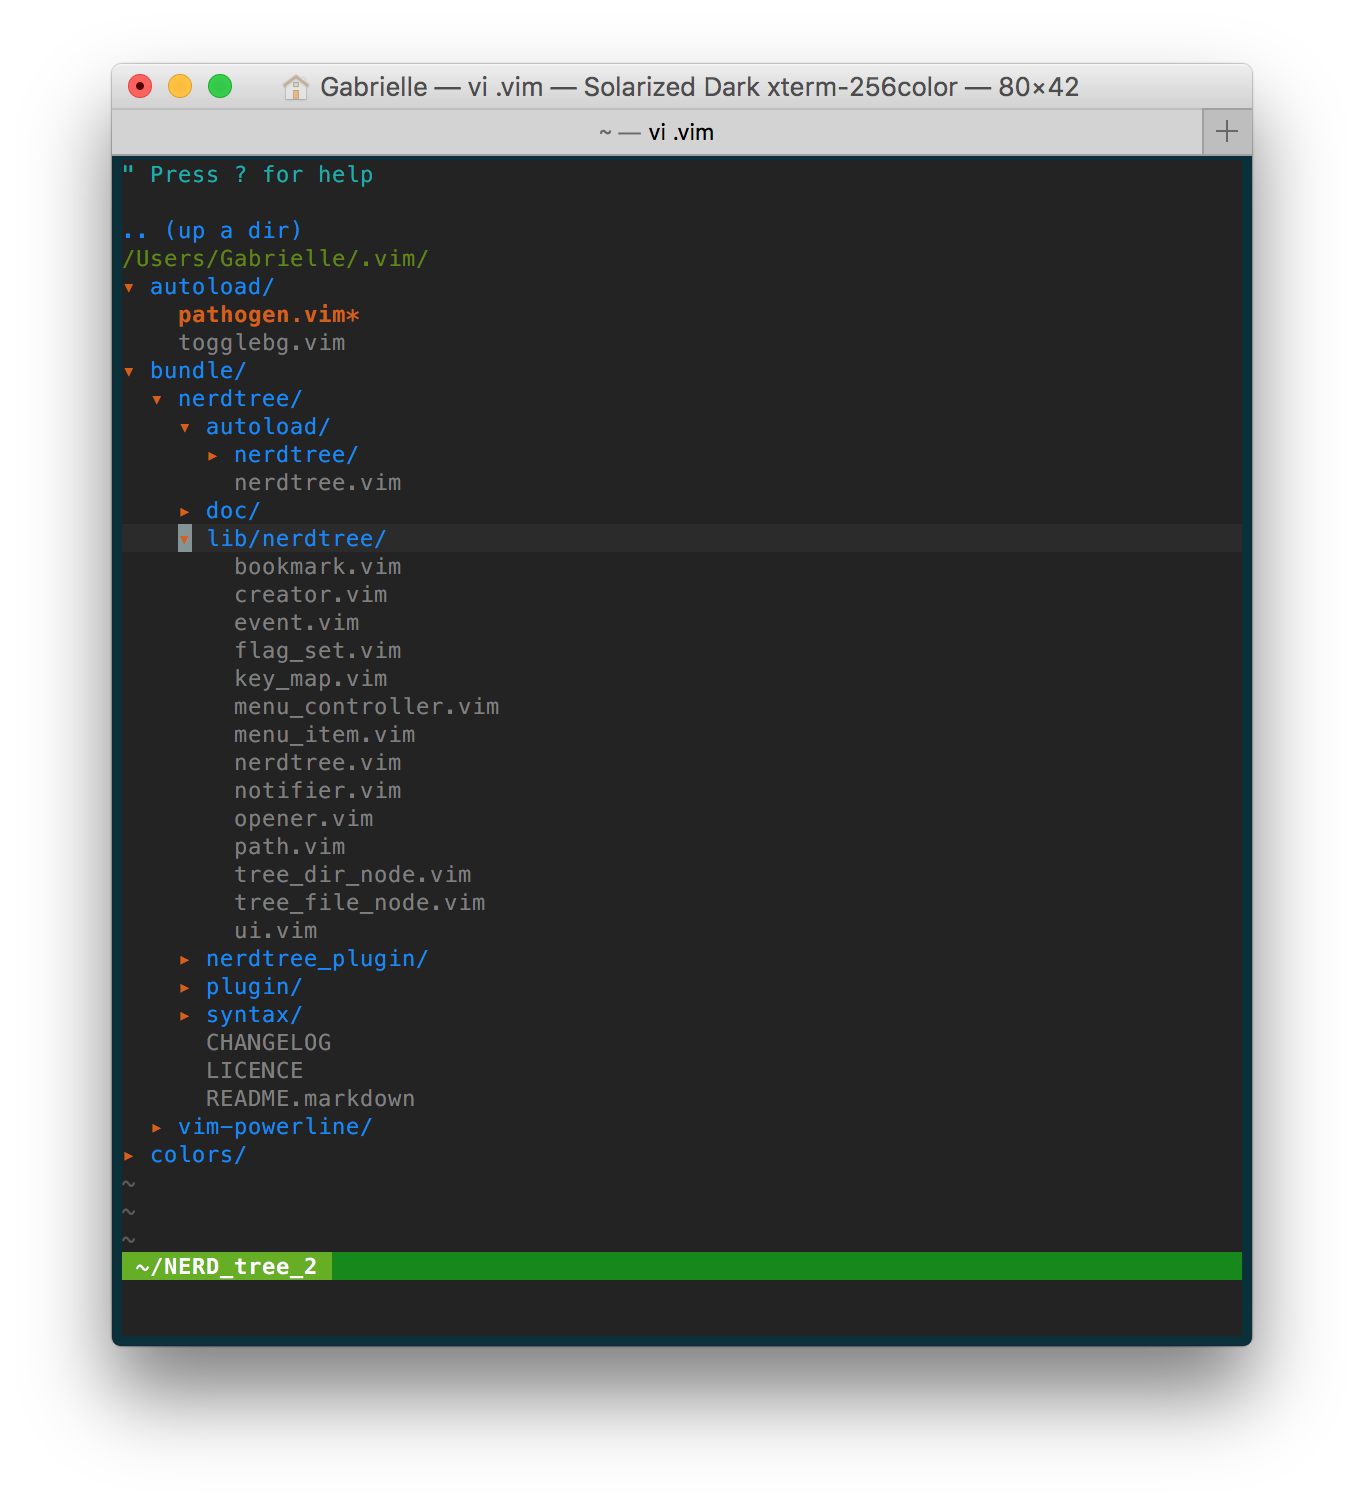 Gabrielle — vi .vim — Solarized Dark xterm-256color — 80×42
~ — vi .vim
" Press ? for help
.. (up a dir)
/Users/Gabrielle/.vim/
▾ autoload/
pathogen.vim*
togglebg.vim
▾ bundle/
▾ nerdtree/
▾ autoload/
▸ nerdtree/
nerdtree.vim
▸ doc/
▾ lib/nerdtree/
bookmark.vim
creator.vim
event.vim
flag_set.vim
key_map.vim
menu_controller.vim
menu_item.vim
nerdtree.vim
notifier.vim
opener.vim
path.vim
tree_dir_node.vim
tree_file_node.vim
ui.vim
▸ nerdtree_plugin/
▸ plugin/
▸ syntax/
CHANGELOG
LICENCE
README.markdown
▸ vim-powerline/
▸ colors/
~
~
~
~/NERD_tree_2